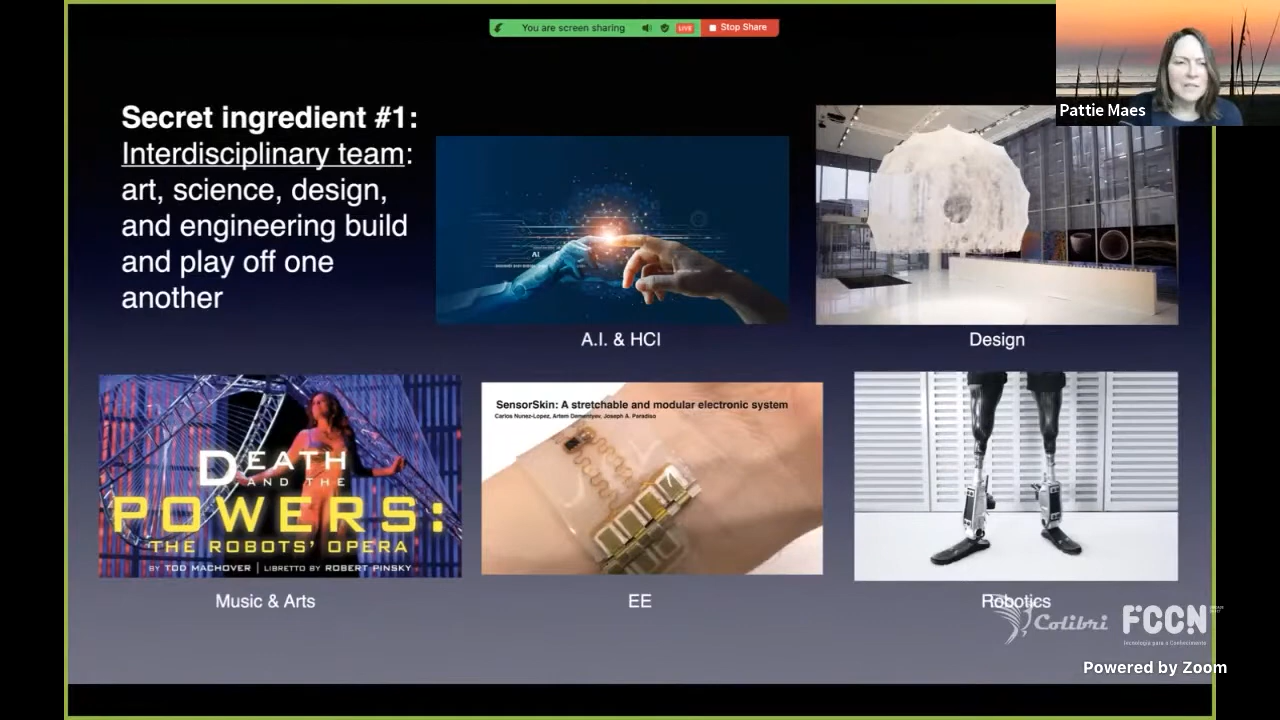 You are screen sharing
LIVE
Stop Share
Pattie Maes
Secret ingredient #1:
Interdisciplinary team:
art, science, design,
and engineering build
and play off one
another
AI
A.I. & HCI
Design
DEATH
AND THE
POWERS:
THE ROBOTS' OPERA
BY TOD MACHOVER | LIBRETTO BY ROBERT PINSKY
Music & Arts
SensorSkin: A stretchable and modular electronic system
Carlos Nunez-Lopez, Artem Dementyev, Joseph A. Paradiso
EE
Robotics
Colibri
FCCN
Tecnologia para o Conhecimento
Powered by Zoom